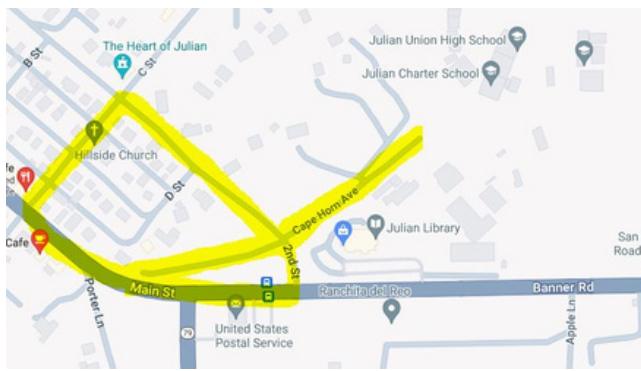 The Heart of Julian
B St
C St
Julian Union High School
Julian Charter School
Hillside Church
fe
D St
Cafe
Cape Horn Ave
2nd St
Julian Library
San
Road
Main St
Porter Ln
79
United States
Postal Service
Ranchita del Reo
Banner Rd
Apple Ln